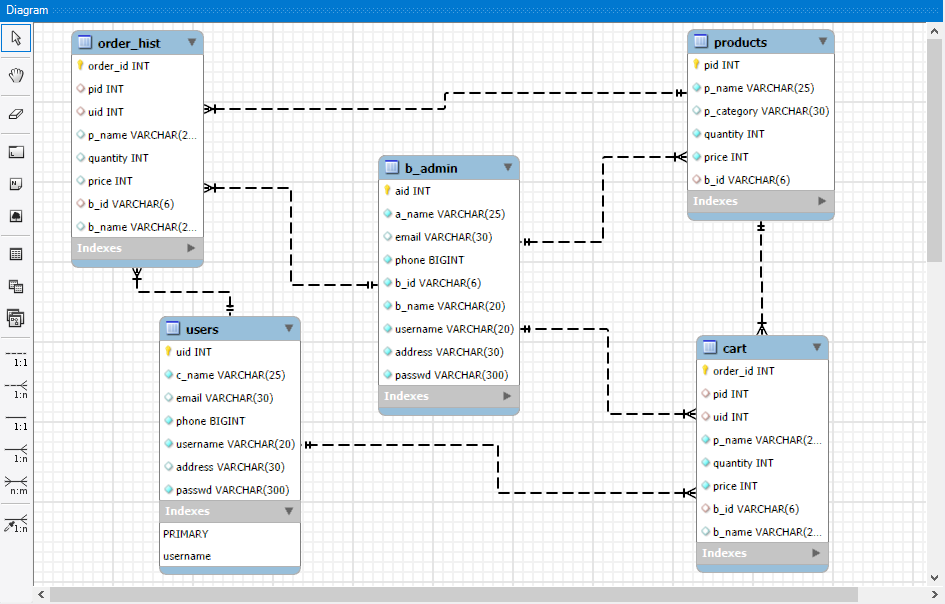 Diagram
order_hist
order_id INT
pid INT
uid INT
p_name VARCHAR(2...
quantity INT
price INT
b_id VARCHAR(6)
b_name VARCHAR(2...
Indexes
products
pid INT
p_name VARCHAR(25)
p_category VARCHAR(30)
quantity INT
price INT
b_id VARCHAR(6)
Indexes
b_admin
aid INT
a_name VARCHAR(25)
email VARCHAR(30)
phone BIGINT
b_id VARCHAR(6)
b_name VARCHAR(20)
username VARCHAR(20)
address VARCHAR(30)
passwd VARCHAR(300)
Indexes
users
uid INT
c_name VARCHAR(25)
email VARCHAR(30)
phone BIGINT
username VARCHAR(20)
address VARCHAR(30)
passwd VARCHAR(300)
Indexes
PRIMARY
username
cart
order_id INT
pid INT
uid INT
p_name VARCHAR(2...
quantity INT
price INT
b_id VARCHAR(6)
b_name VARCHAR(2...
Indexes
1:1
1:n
1:1
1:n
n:m
1:n